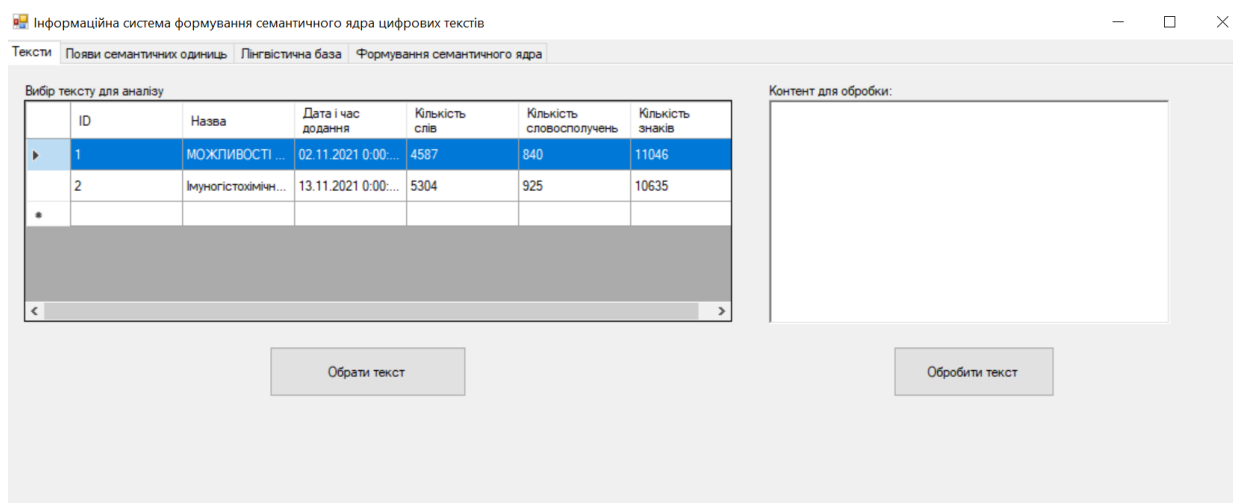 Інформаційна система формування семантичного ядра цифрових текстів
Тексти Появи семантичних одиниць Лінгвістична база Формування семантичного ядра
Вибір тексту для аналізу
Контент для обробки:
ID Назва Дата і час додання Кількість слів Кількість словосполучень Кількість знаків
1 МОЖЛИВОСТІ ... 02.11.2021 0:00:... 4587 840 11046
2 Імуногістохімічн... 13.11.2021 0:00:... 5304 925 10635
Обрати текст
Обробити текст